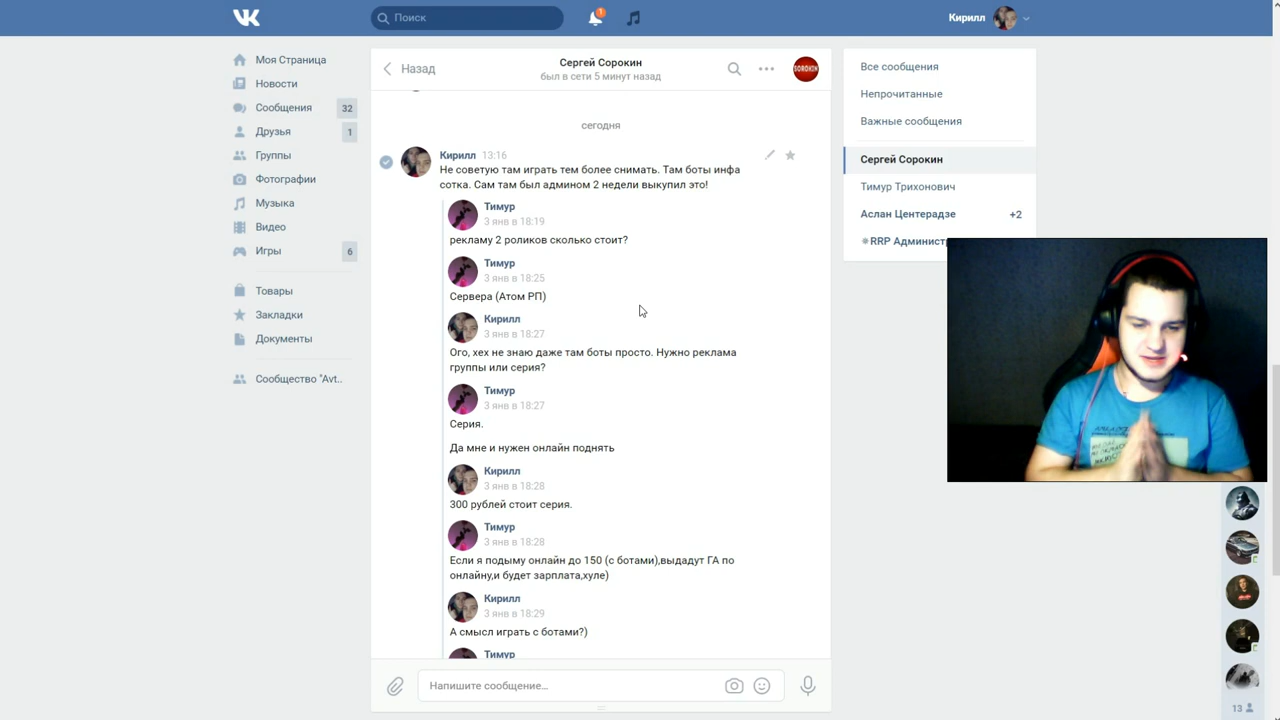 Поиск
1
Кирилл
Моя Страница
Новости
Сообщения 32
Друзья 1
Группы
Фотографии
Музыка
Видео
Игры 6
Товары
Закладки
Документы
Сообщество "Avt..
Назад
Сергей Сорокин
был в сети 5 минут назад
SOROKIN
сегодня
Кирилл 13:16
Не советую там играть тем более снимать. Там боты инфа
сотка. Сам там был админом 2 недели выкупил это!
Тимур
3 янв в 18:19
рекламу 2 роликов сколько стоит?
Тимур
3 янв в 18:25
Сервера (Атом РП)
Кирилл
3 янв в 18:27
Ого, хех не знаю даже там боты просто. Нужно реклама
группы или серия?
Тимур
3 янв в 18:27
Серия.
Да мне и нужен онлайн поднять
Кирилл
3 янв в 18:28
300 рублей стоит серия.
Тимур
3 янв в 18:28
Если я подыму онлайн до 150 (с ботами),выдадут ГА по
онлайну,и будет зарплата,хуле)
Кирилл
3 янв в 18:29
А смысл играть с ботами?)
Тимур
Напишите сообщение...
Все сообщения
Непрочитанные
Важные сообщения
Сергей Сорокин
Тимур Трихонович
Аслан Центерадзе +2
RRP Администр
13